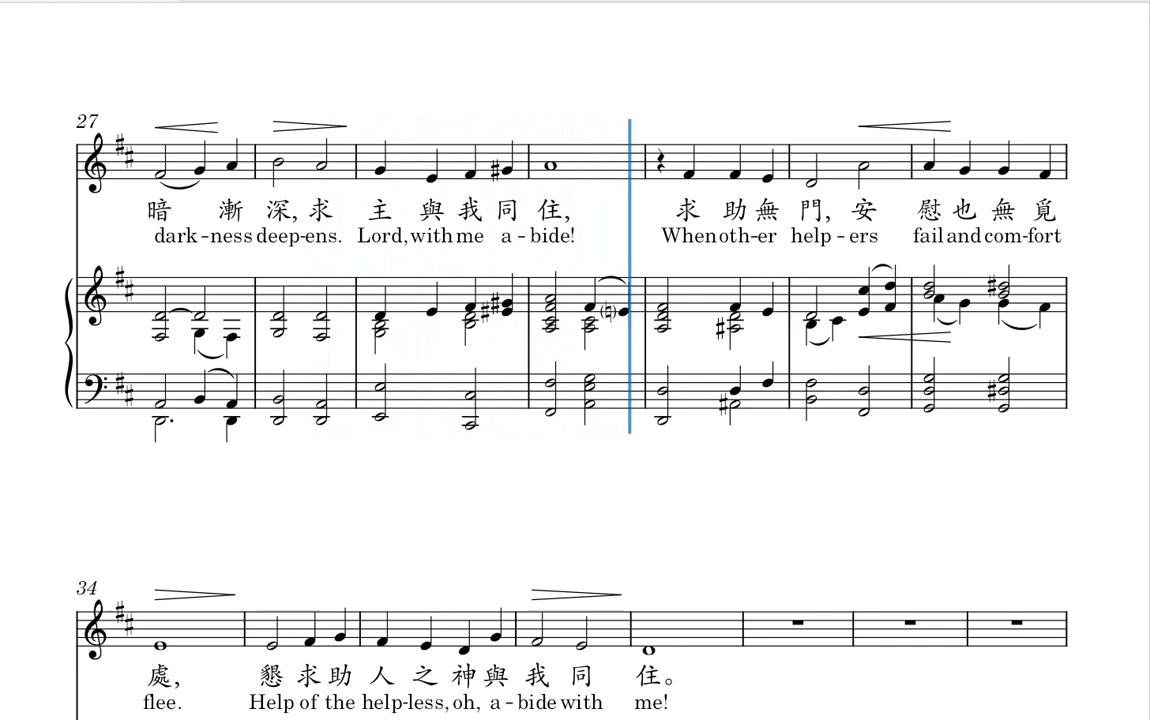 27
暗 漸 深, 求 主 與 我 同 住, 求 助 無 門, 安 慰 也 無 覓
dark - ness deep - ens. Lord, with me a - bide! When oth - er help - ers fail and com - fort
34
處, 懇 求 助 人 之 神 與 我 同 住。
flee. Help of the help - less, oh, a - bide with me!